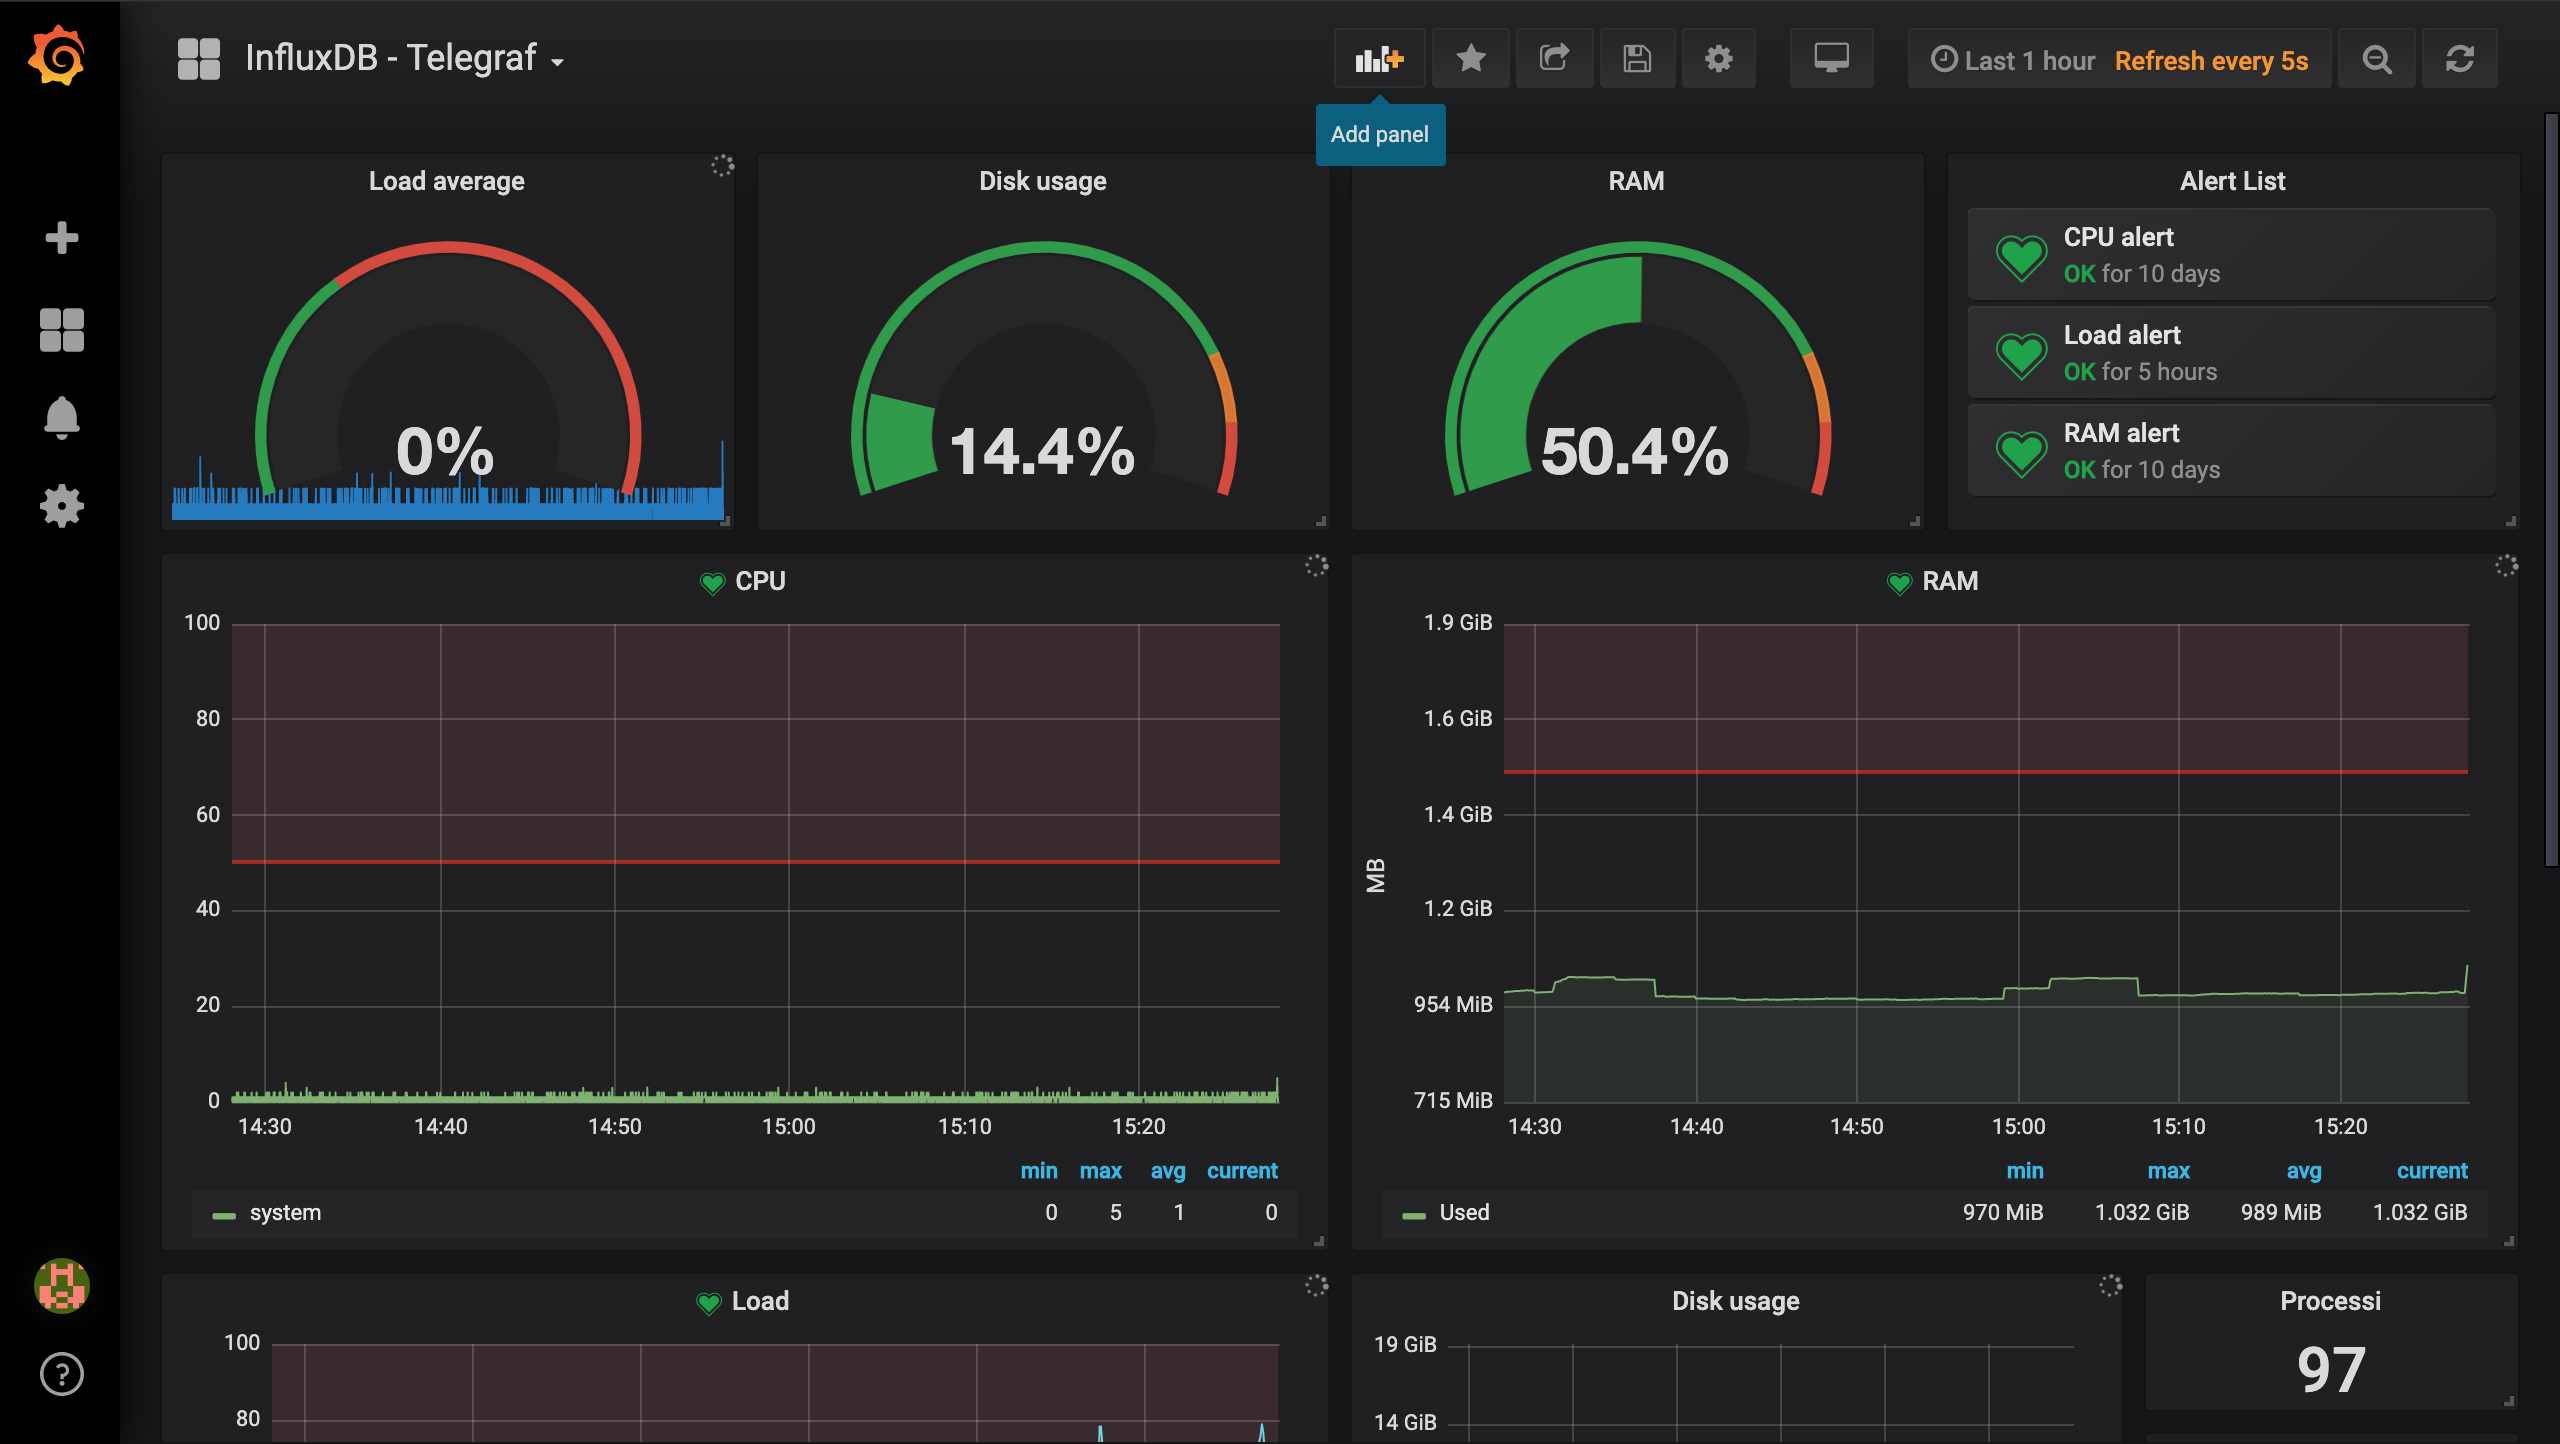 InfluxDB - Telegraf
Last 1 hour Refresh every 5s
Add panel
Load average
0%
Disk usage
14.4%
RAM
50.4%
Alert List
CPU alert
OK for 10 days
Load alert
OK for 5 hours
RAM alert
OK for 10 days
CPU
100
80
60
40
20
0
14:30 14:40 14:50 15:00 15:10 15:20
min max avg current
system 0 5 1 0
RAM
MB
1.9 GiB
1.6 GiB
1.4 GiB
1.2 GiB
954 MiB
715 MiB
14:30 14:40 14:50 15:00 15:10 15:20
min max avg current
Used 970 MiB 1.032 GiB 989 MiB 1.032 GiB
Load
100
80
Disk usage
19 GiB
14 GiB
Processi
97
?